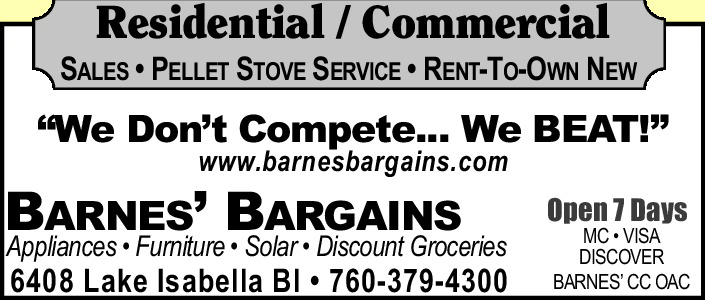 Residential / Commercial
SALES • PELLET STOVE SERVICE • RENT-TO-OWN NEW
“We Don’t Compete... We BEAT!”
www.barnesbargains.com
BARNES’ BARGAINS
Appliances • Furniture • Solar • Discount Groceries
6408 Lake Isabella Bl • 760-379-4300
Open 7 Days
MC • VISA
DISCOVER
BARNES’ CC OAC